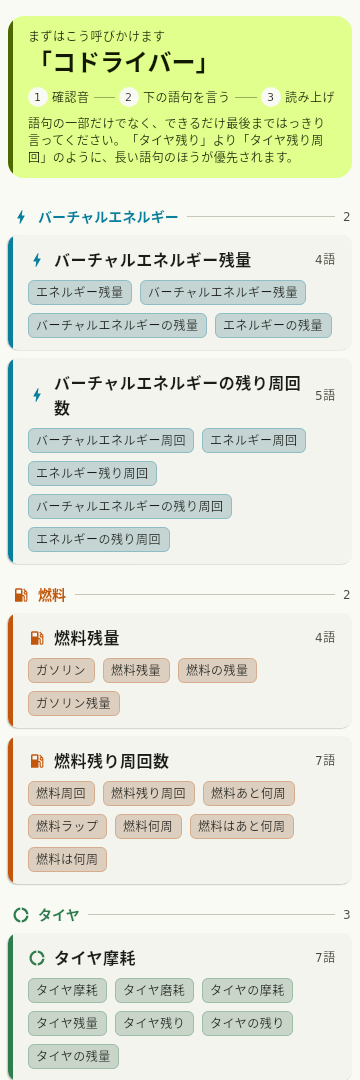 まずはこう呼びかけます
「コドライバー」
1 確認音 2 下の語句を言う 3 読み上げ
語句の一部だけでなく、できるだけ最後まではっきり
言ってください。「タイヤ残り」より「タイヤ残り周
回」のように、長い語句のほうが優先されます。
バーチャルエネルギー 2
バーチャルエネルギー残量 4語
エネルギー残量 バーチャルエネルギー残量
バーチャルエネルギーの残量 エネルギーの残量
バーチャルエネルギーの残り周回
数 5語
バーチャルエネルギー周回 エネルギー周回
エネルギー残り周回
バーチャルエネルギーの残り周回
エネルギーの残り周回
燃料 2
燃料残量 4語
ガソリン 燃料残量 燃料の残量
ガソリン残量
燃料残り周回数 7語
燃料周回 燃料残り周回 燃料あと何周
燃料ラップ 燃料何周 燃料はあと何周
燃料は何周
タイヤ 3
タイヤ摩耗 7語
タイヤ摩耗 タイヤ磨耗 タイヤの摩耗
タイヤ残量 タイヤ残り タイヤの残り
タイヤの残量